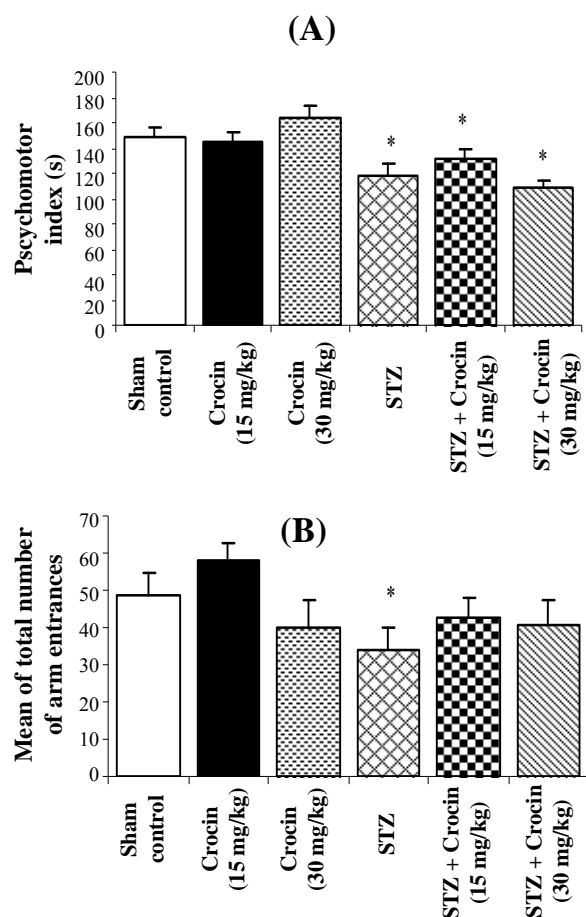 (A)
Pscychomotor
index (s)
200
180
160
140
120
100
80
60
40
20
0
*
*
*
Sham
control
Crocin
(15 mg/kg)
Crocin
(30 mg/kg)
STZ
STZ + Crocin
(15 mg/kg)
STZ + Crocin
(30 mg/kg)
(B)
Mean of total number
of arm entrances
70
60
50
40
30
20
10
0
*
Sham
control
Crocin
(15 mg/kg)
Crocin
(30 mg/kg)
STZ
STZ + Crocin
(15 mg/kg)
STZ + Crocin
(30 mg/kg)